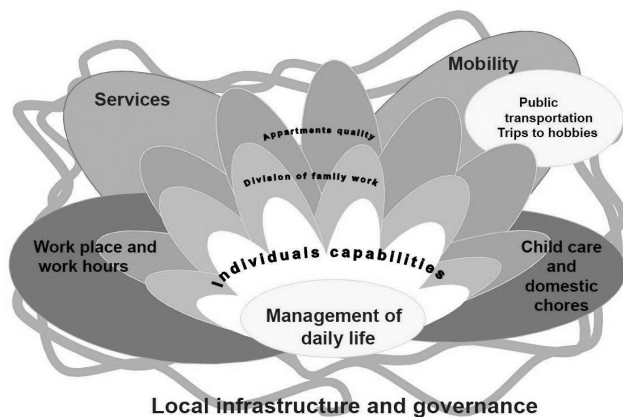 Mobility
Services
Public
transportation
Trips to hobbies
Appartments quality
Division of family work
Work place and
work hours
Individuals capabilities
Child care
and
domestic
chores
Management of
daily life
Local infrastructure and governance